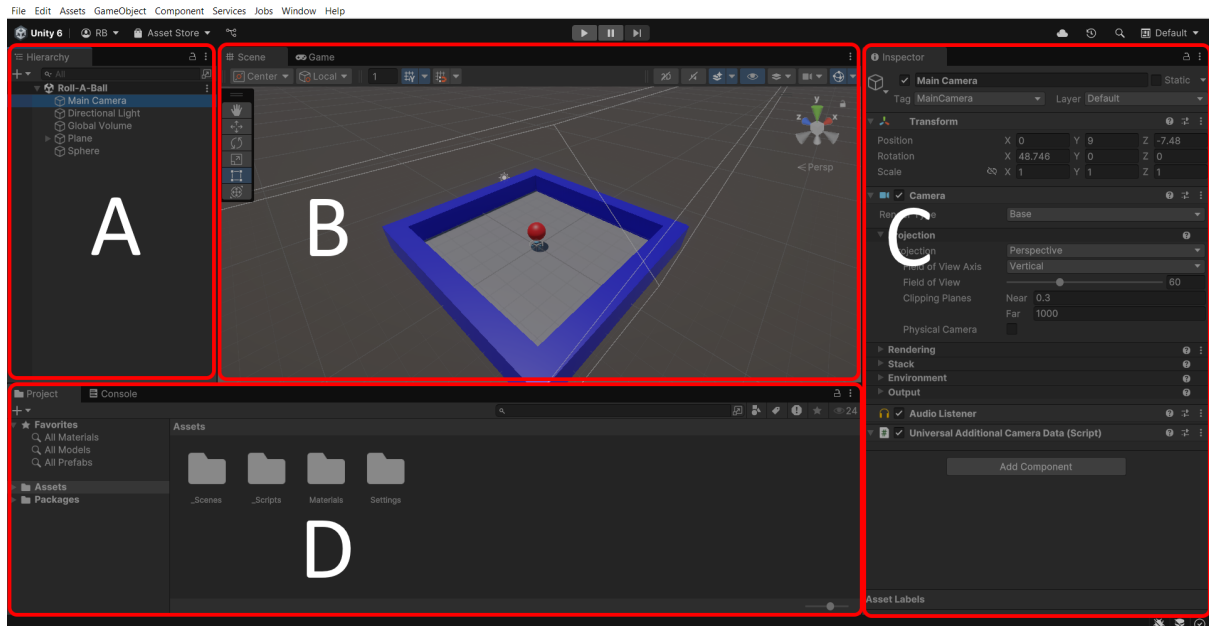 File Edit Assets GameObject Component Services Jobs Window Help
Unity 6 RB Asset Store Default
Hierarchy
All
Roll-A-Ball
Main Camera
Directional Light
Global Volume
Plane
Sphere
A
Scene Game
Center Local 1
y
z x
Persp
B
Inspector
Main Camera Static
Tag MainCamera Layer Default
Transform
Position X 0 Y 9 Z -7.48
Rotation X 48.746 Y 0 Z 0
Scale X 1 Y 1 Z 1
Camera
Base
C
Projection Perspective
Field of View Axis Vertical
Field of View 60
Clipping Planes Near 0.3
Far 1000
Physical Camera
Rendering
Stack
Environment
Output
Audio Listener
# Universal Additional Camera Data (Script)
Add Component
Asset Labels
Project Console
24
Favorites
All Materials
All Models
All Prefabs
Assets
Packages
Assets
_Scenes _Scripts Materials Settings
D